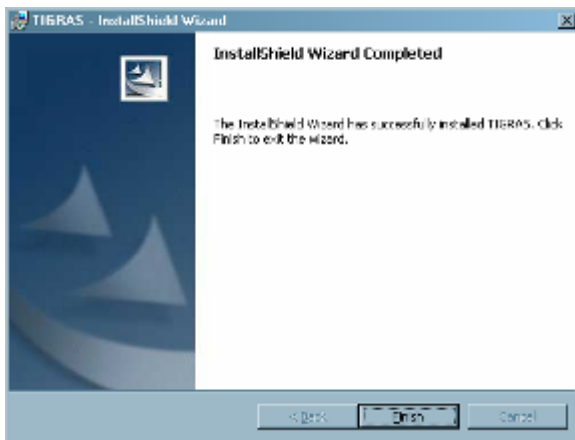 TIGRAS - InstallShield Wizard
InstallShield Wizard Completed
The InstallShield Wizard has successfully installed TIGRAS. Click
Finish to exit the wizard.
< Back
Finish
Cancel